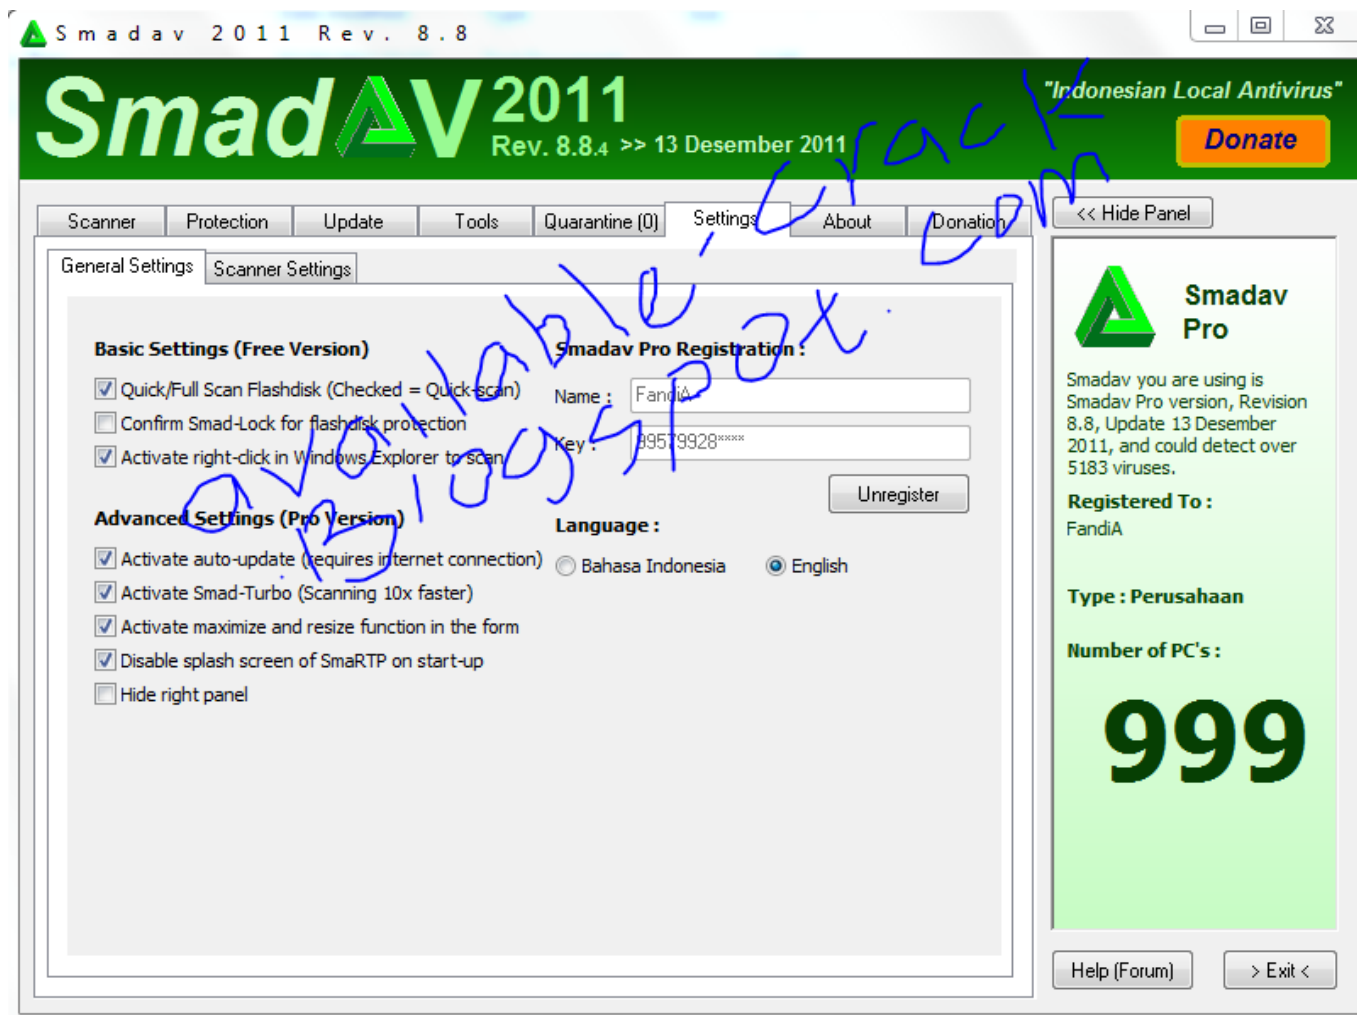 Smadav 2011 Rev. 8.8
SmadAV 2011
Rev. 8.8.4 >> 13 Desember 2011
"Indonesian Local Antivirus"
Donate
Scanner Protection Update Tools Quarantine (0) Settings About Donation
<< Hide Panel
General Settings Scanner Settings
Basic Settings (Free Version)
Quick/Full Scan Flashdisk (Checked = Quick-scan)
Confirm Smad-Lock for flashdisk protection
Activate right-click in Windows Explorer to scan
Advanced Settings (Pro Version)
Activate auto-update (requires internet connection)
Activate Smad-Turbo (Scanning 10x faster)
Activate maximize and resize function in the form
Disable splash screen of SmaRTP on start-up
Hide right panel
Smadav Pro Registration :
Name : FandiA
Key : 99579928****
Unregister
Language :
Bahasa Indonesia English
available-crack
.Blogspot.com
Smadav
Pro
Smadav you are using is
Smadav Pro version, Revision
8.8, Update 13 Desember
2011, and could detect over
5183 viruses.
Registered To :
FandiA
Type : Perusahaan
Number of PC's :
999
Help (Forum) > Exit <